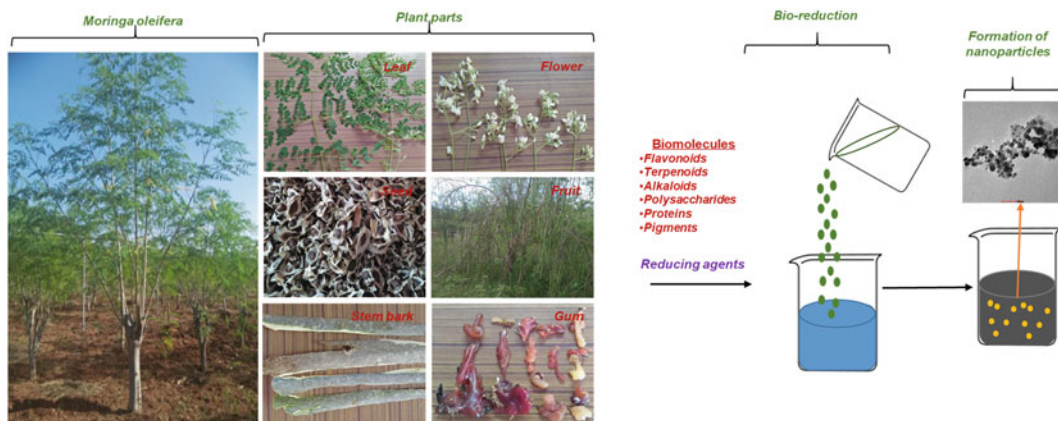 Moringa oleifera
Plant parts
Leaf
Flower
Seed
Fruit
Stem bark
Gum
Biomolecules
•Flavonoids
•Terpenoids
•Alkaloids
•Polysaccharides
•Proteins
•Pigments
Reducing agents
Bio-reduction
Formation of
nanoparticles